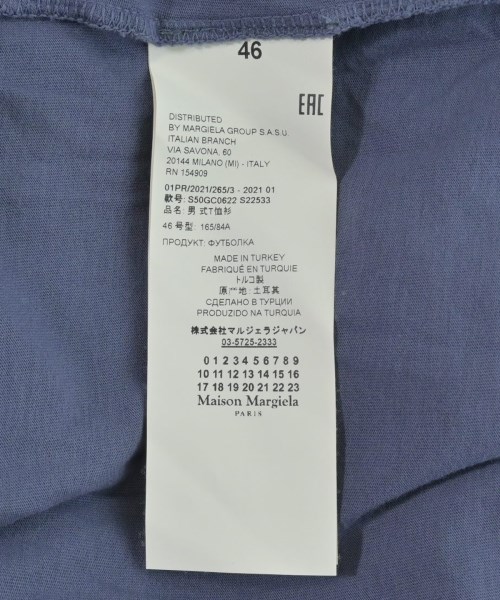 46
EAC
DISTRIBUTED
BY MARGIELA GROUP S.A.S.U.
ITALIAN BRANCH
VIA SAVONA, 60
20144 MILANO (MI) - ITALY
RN 154909
01PR/2021/265/3 - 2021 01
款号: S50GC0622 S22533
品名: 男式T恤衫
46 号型 165/84A
ПРОДУКТ: ФУТБОЛКА
MADE IN TURKEY
FABRIQUÉ EN TURQUIE
トルコ製
原产地: 土耳其
СДЕЛАНО В ТУРЦИИ
PRODUZIDO NA TURQUIA
株式会社マルジェラジャパン
03-5725-2333
0 1 2 3 4 5 6 7 8 9
10 11 12 13 14 15 16
17 18 19 20 21 22 23
Maison Margiela
PARIS